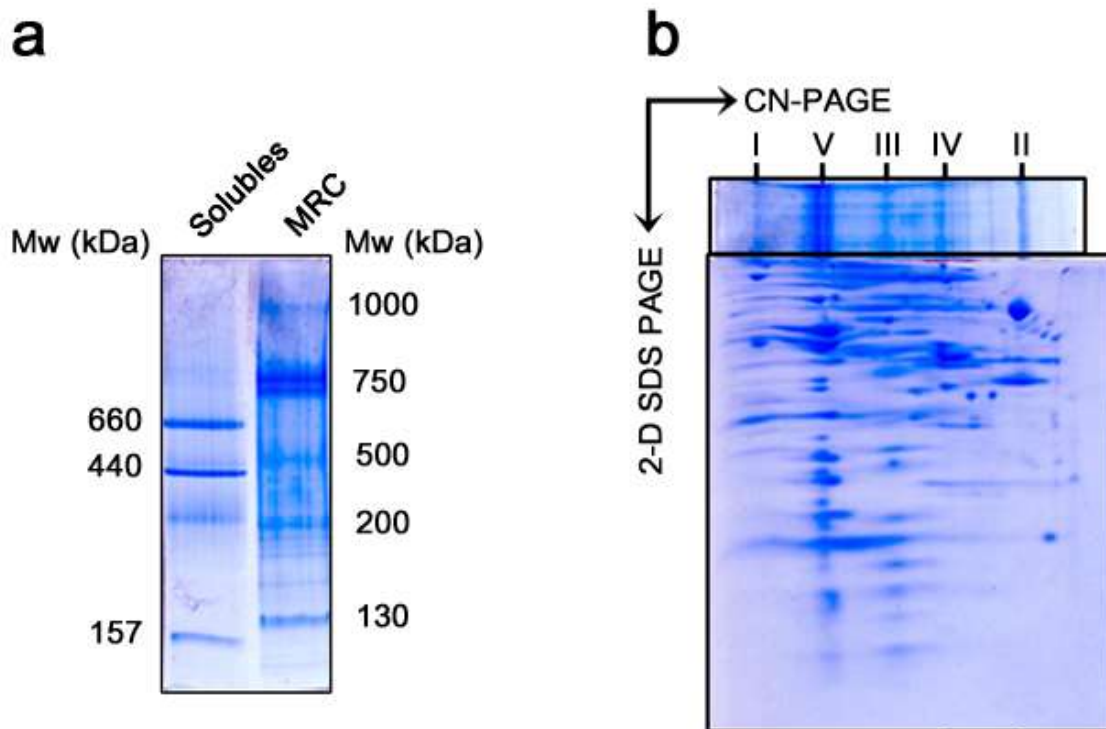 a
Solubles
MRC
Mw (kDa)
660
440
157
Mw (kDa)
1000
750
500
200
130
b
CN-PAGE
I V III IV II
2-D SDS PAGE